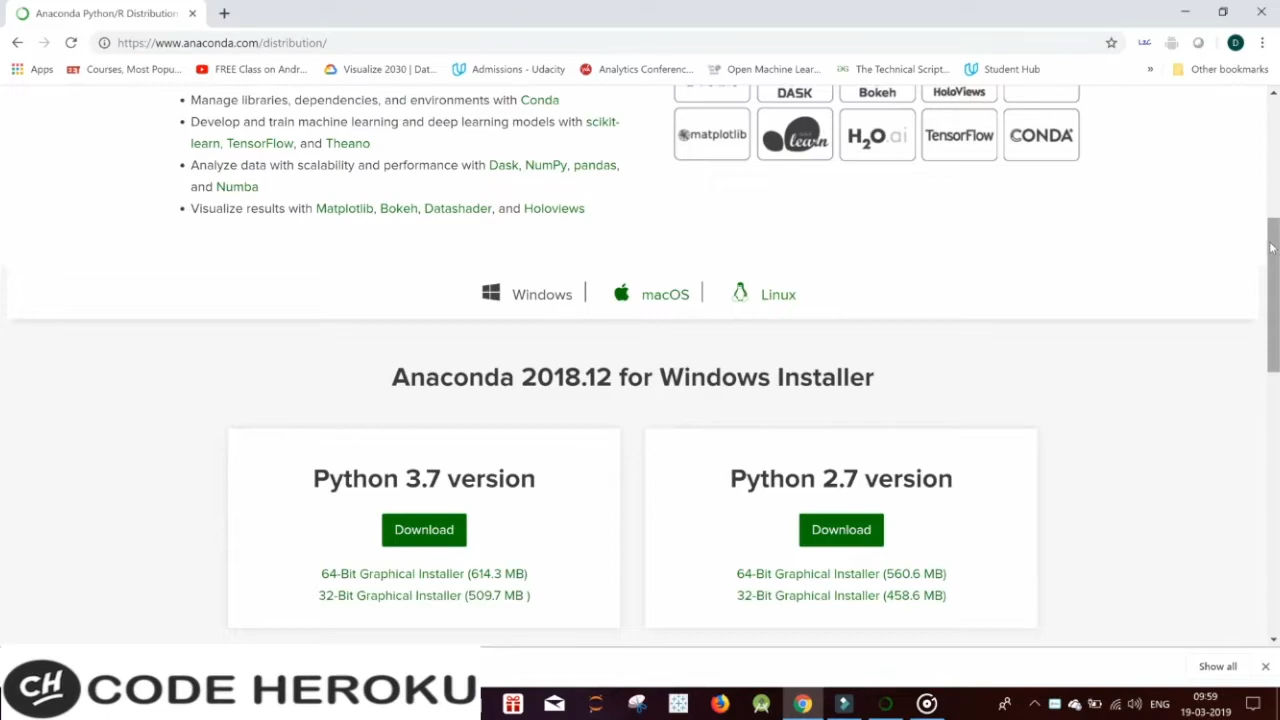 Anaconda Python/R Distribution
https://www.anaconda.com/distribution/
Apps
Courses, Most Popu...
FREE Class on Andr...
Visualize 2030 | Dat...
Admissions - Udacity
Analytics Conferenc...
Open Machine Lear...
The Technical Script...
Student Hub
»
Other bookmarks
• Manage libraries, dependencies, and environments with Conda
• Develop and train machine learning and deep learning models with scikit-
learn, TensorFlow, and Theano
• Analyze data with scalability and performance with Dask, NumPy, pandas,
and Numba
• Visualize results with Matplotlib, Bokeh, Datashader, and Holoviews
DASK
Bokeh
HoloViews
matplotlib
learn
H2O.ai
TensorFlow
CONDA
Windows
macOS
Linux
Anaconda 2018.12 for Windows Installer
Python 3.7 version
Download
64-Bit Graphical Installer (614.3 MB)
32-Bit Graphical Installer (509.7 MB )
Python 2.7 version
Download
64-Bit Graphical Installer (560.6 MB)
32-Bit Graphical Installer (458.6 MB)
Show all
CH CODE HEROKU
ENG
09:59
19-03-2019